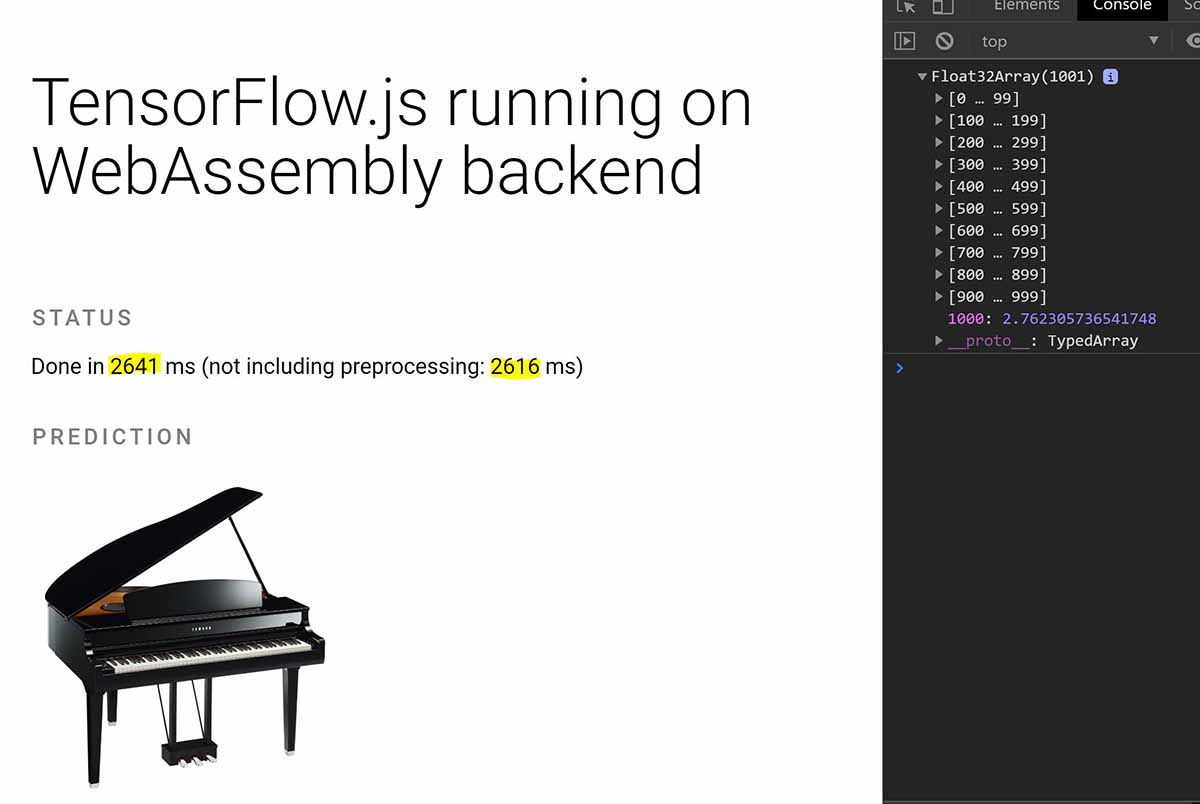 TensorFlow.js running on
WebAssembly backend
STATUS
Done in 2641 ms (not including preprocessing: 2616 ms)
PREDICTION
YAMAHA
Elements Console
top
Float32Array(1001) i
[0 … 99]
[100 … 199]
[200 … 299]
[300 … 399]
[400 … 499]
[500 … 599]
[600 … 699]
[700 … 799]
[800 … 899]
[900 … 999]
1000: 2.762305736541748
__proto__: TypedArray